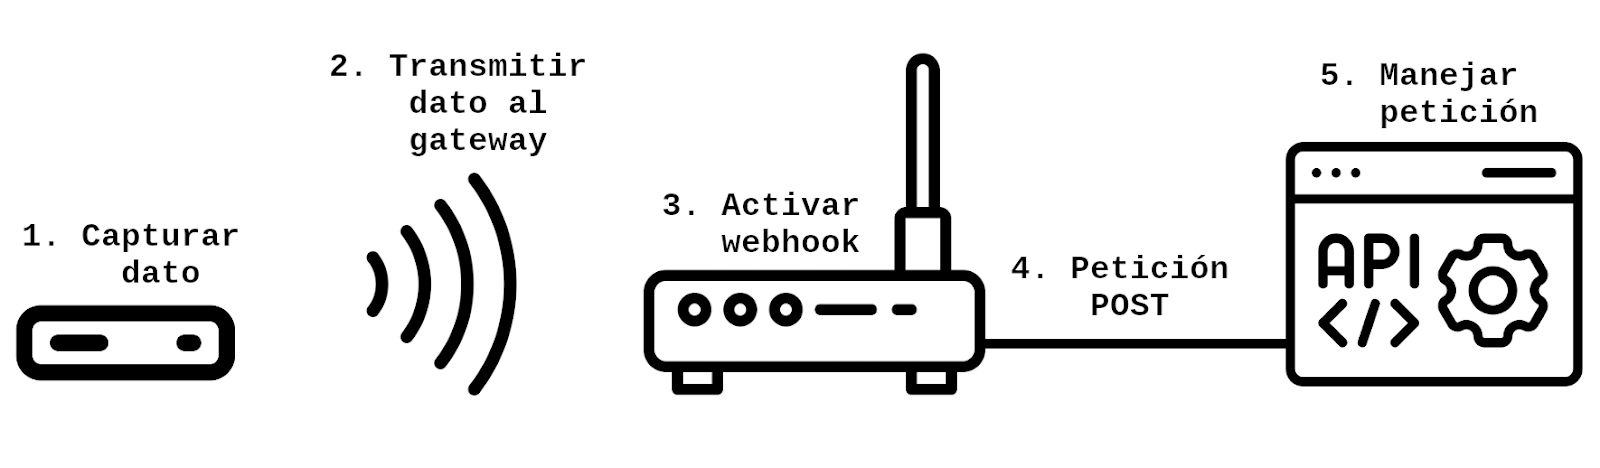 1. Capturar
dato
2. Transmitir
dato al
gateway
3. Activar
webhook
4. Petición
POST
5. Manejar
petición
API
</>